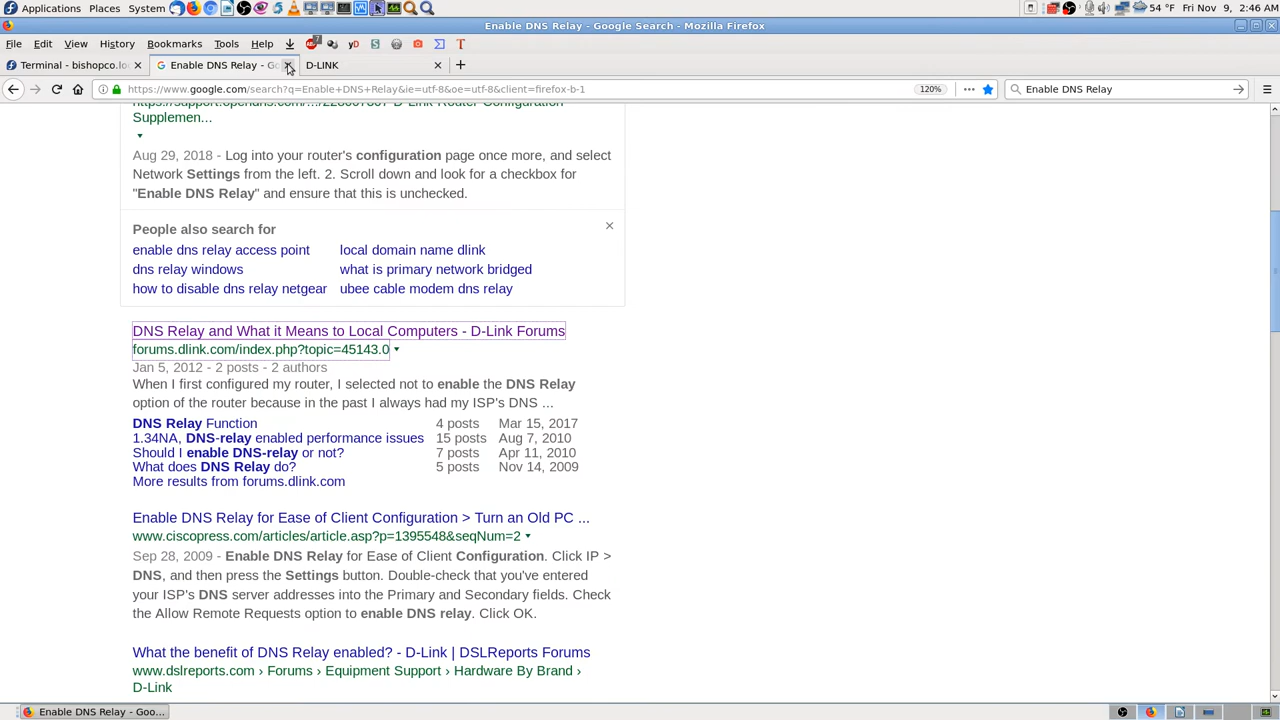 Applications Places System 54 °F Fri Nov 9, 2:46 AM
Enable DNS Relay - Google Search - Mozilla Firefox
File Edit View History Bookmarks Tools Help
Terminal - bishopco.lo
Enable DNS Relay - Go
D-LINK
https://www.google.com/search?q=Enable+DNS+Relay&ie=utf-8&oe=utf-8&client=firefox-b-1 120% Enable DNS Relay
Supplemen...
Aug 29, 2018 - Log into your router's configuration page once more, and select
Network Settings from the left. 2. Scroll down and look for a checkbox for
"Enable DNS Relay" and ensure that this is unchecked.
People also search for
enable dns relay access point local domain name dlink
dns relay windows what is primary network bridged
how to disable dns relay netgear ubee cable modem dns relay
DNS Relay and What it Means to Local Computers - D-Link Forums
forums.dlink.com/index.php?topic=45143.0
Jan 5, 2012 - 2 posts - 2 authors
When I first configured my router, I selected not to enable the DNS Relay
option of the router because in the past I always had my ISP's DNS ...
DNS Relay Function 4 posts Mar 15, 2017
1.34NA, DNS-relay enabled performance issues 15 posts Aug 7, 2010
Should I enable DNS-relay or not? 7 posts Apr 11, 2010
What does DNS Relay do? 5 posts Nov 14, 2009
More results from forums.dlink.com
Enable DNS Relay for Ease of Client Configuration > Turn an Old PC ...
www.ciscopress.com/articles/article.asp?p=1395548&seqNum=2
Sep 28, 2009 - Enable DNS Relay for Ease of Client Configuration. Click IP >
DNS, and then press the Settings button. Double-check that you've entered
your ISP's DNS server addresses into the Primary and Secondary fields. Check
the Allow Remote Requests option to enable DNS relay. Click OK.
What the benefit of DNS Relay enabled? - D-Link | DSLReports Forums
www.dslreports.com › Forums › Equipment Support › Hardware By Brand ›
D-Link
Enable DNS Relay - Goo...